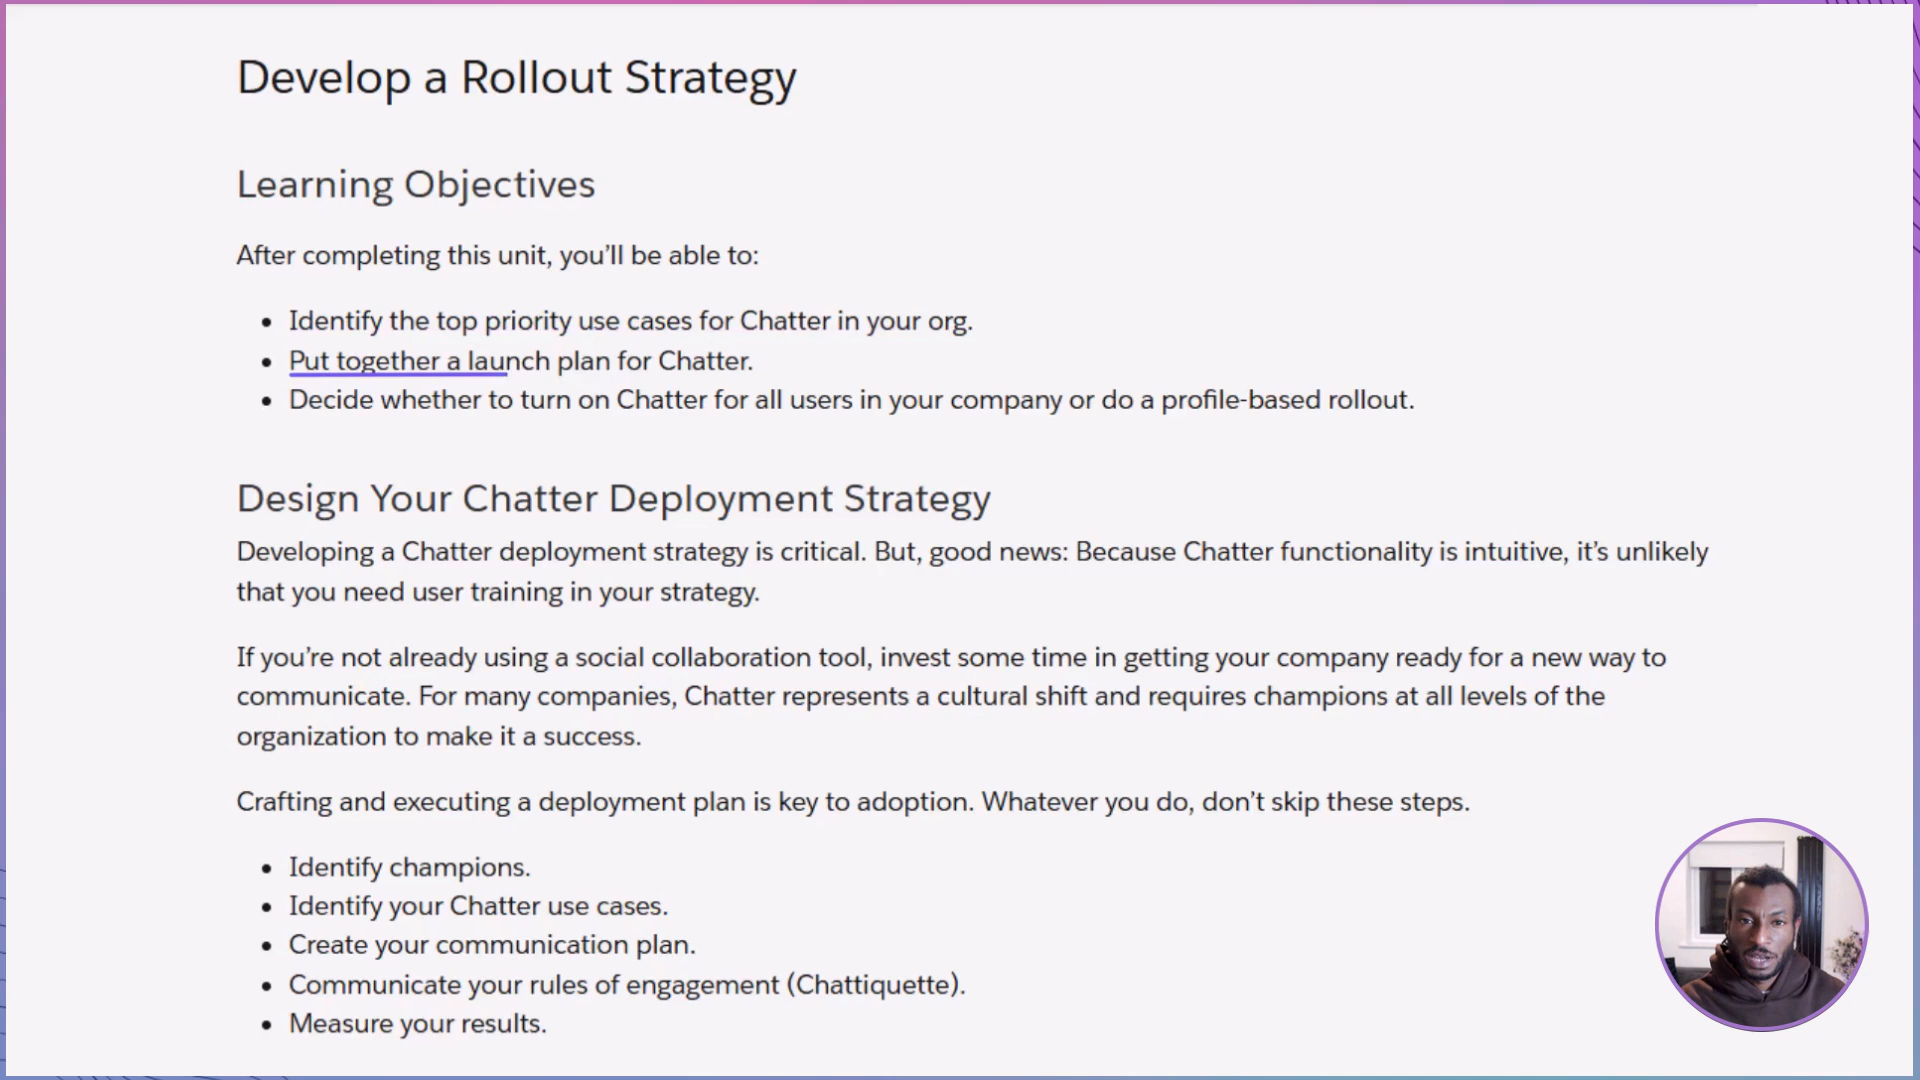 Develop a Rollout Strategy
Learning Objectives
After completing this unit, you’ll be able to:
Identify the top priority use cases for Chatter in your org.
Put together a launch plan for Chatter.
Decide whether to turn on Chatter for all users in your company or do a profile-based rollout.
Design Your Chatter Deployment Strategy
Developing a Chatter deployment strategy is critical. But, good news: Because Chatter functionality is intuitive, it’s unlikely
that you need user training in your strategy.
If you’re not already using a social collaboration tool, invest some time in getting your company ready for a new way to
communicate. For many companies, Chatter represents a cultural shift and requires champions at all levels of the
organization to make it a success.
Crafting and executing a deployment plan is key to adoption. Whatever you do, don’t skip these steps.
Identify champions.
Identify your Chatter use cases.
Create your communication plan.
Communicate your rules of engagement (Chattiquette).
Measure your results.